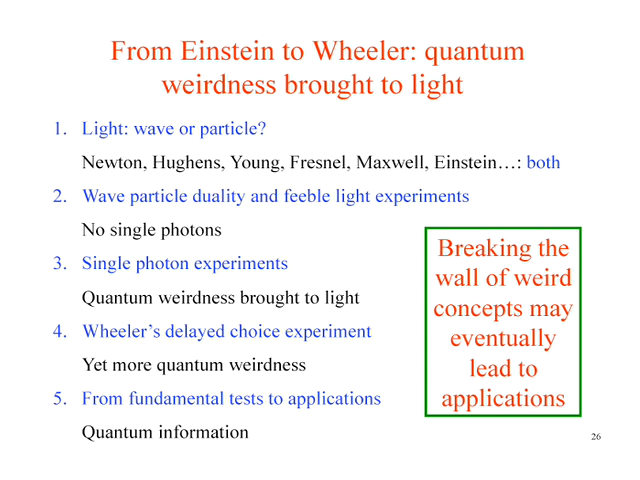 From Einstein to Wheeler: quantum
weirdness brought to light
1. Light: wave or particle?
Newton, Hughens, Young, Fresnel, Maxwell, Einstein…: both
2. Wave particle duality and feeble light experiments
No single photons
3. Single photon experiments
Quantum weirdness brought to light
4. Wheeler's delayed choice experiment
Yet more quantum weirdness
5. From fundamental tests to applications
Quantum information
Breaking the
wall of weird
concepts may
eventually
lead to
applications
26